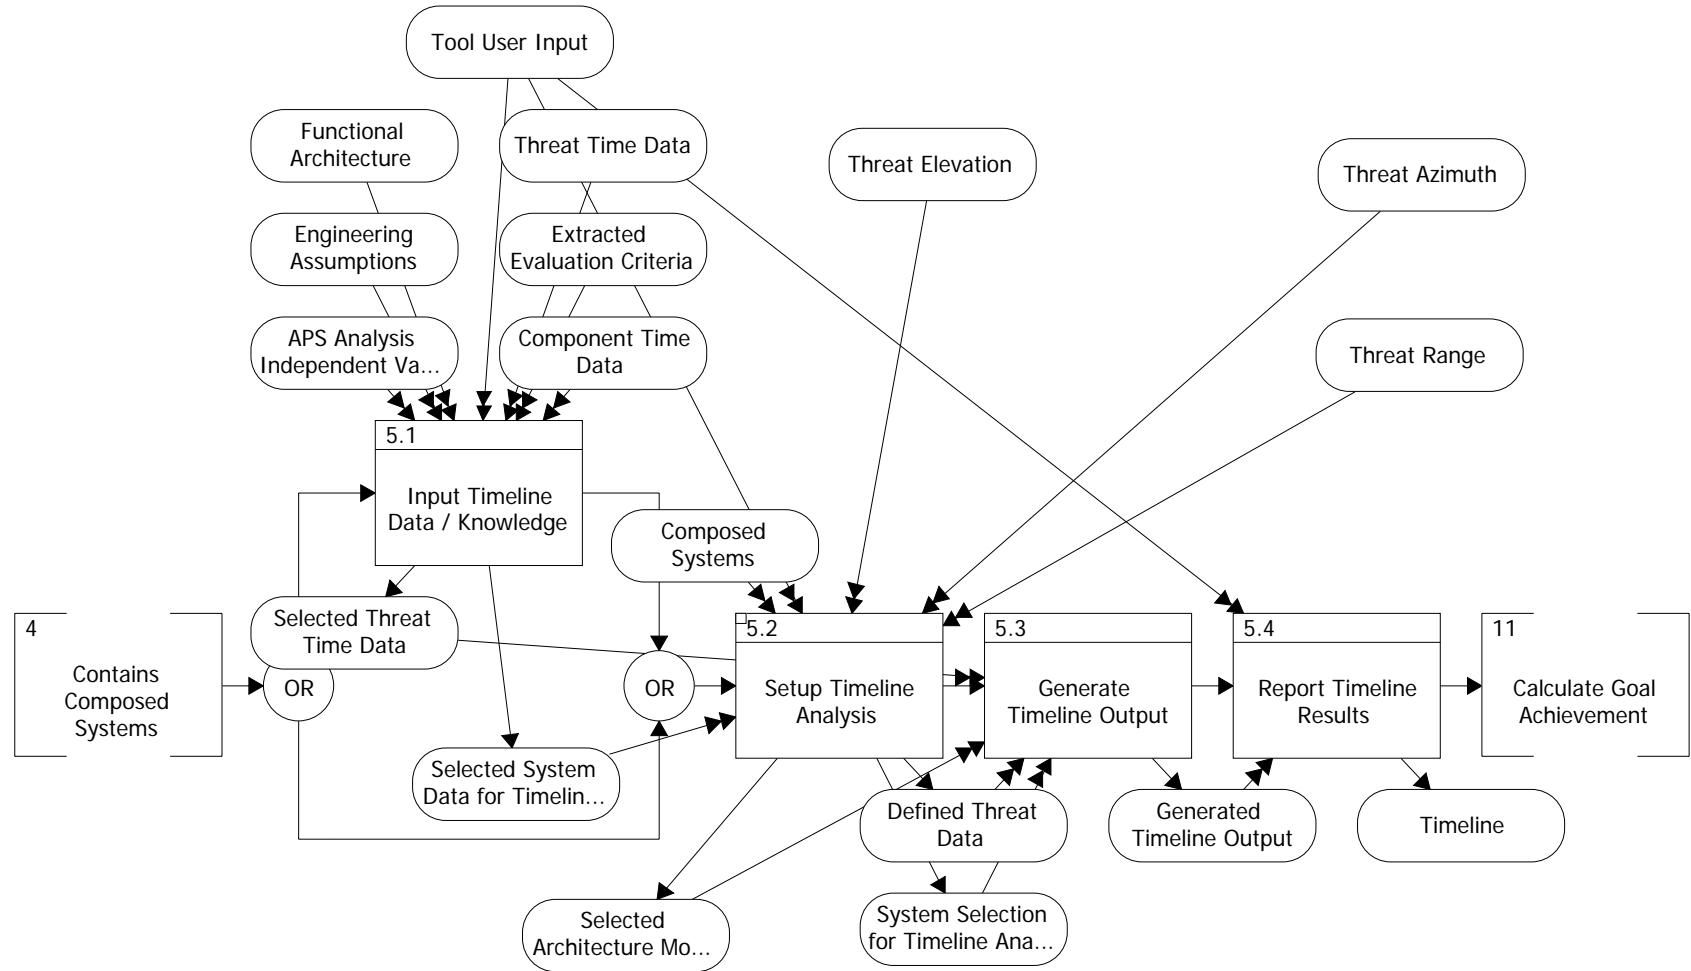 Tool User Input
Functional
Architecture
Threat Time Data
Threat Elevation
Threat Azimuth
Engineering
Assumptions
Extracted
Evaluation Criteria
APS Analysis
Independent Va...
Component Time
Data
Threat Range
5.1
Input Timeline
Data / Knowledge
Composed
Systems
4
Contains
Composed
Systems
Selected Threat
Time Data
OR
OR
5.2
Setup Timeline
Analysis
5.3
Generate
Timeline Output
5.4
Report Timeline
Results
11
Calculate Goal
Achievement
Selected System
Data for Timelin...
Defined Threat
Data
Generated
Timeline Output
Timeline
Selected
Architecture Mo...
System Selection
for Timeline Ana...